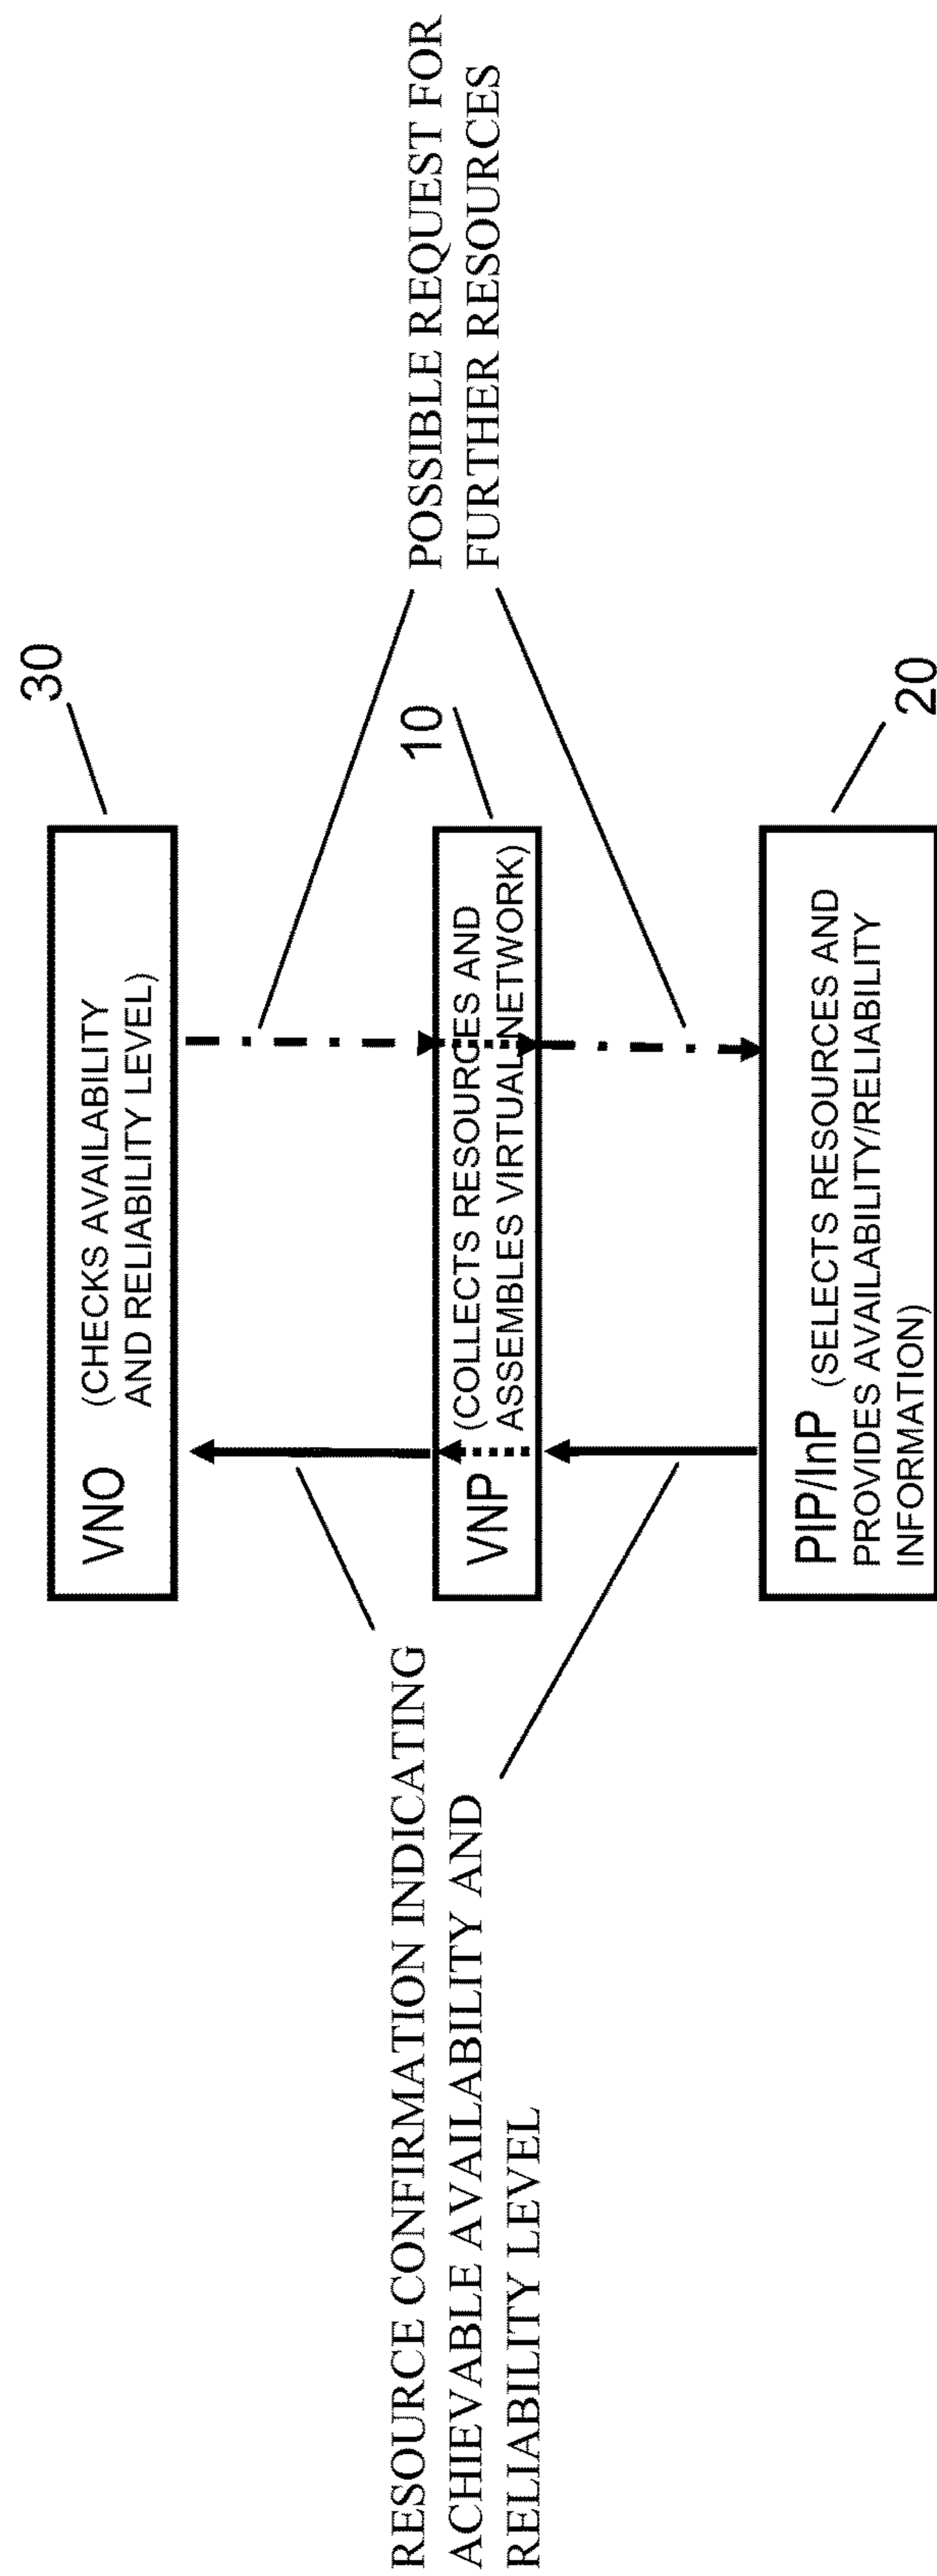 RESOURCE CONFIRMATION INDICATING
ACHIEVABLE AVAILABILITY AND
RELIABILITY LEVEL
VNO (CHECKS AVAILABILITY
AND RELIABILITY LEVEL)
30
VNP (COLLECTS RESOURCES AND
ASSEMBLES VIRTUAL NETWORK)
10
PIP/InP (SELECTS RESOURCES AND
PROVIDES AVAILABILITY/RELIABILITY
INFORMATION)
20
POSSIBLE REQUEST FOR
FURTHER RESOURCES